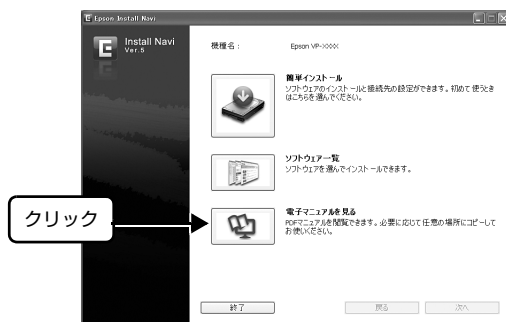 Epson Install Navi
Install Navi
Ver.5
機種名：
Epson VP-XXXX
簡単インストール
ソフトウェアのインストールと接続先の設定ができます。初めて使うとき
はこちらを選んでください。
ソフトウェア一覧
ソフトウェアを選んでインストールできます。
クリック
電子マニュアルを見る
PDFマニュアルを閲覧できます。必要に応じて任意の場所にコピーして
お使いください。
終了
戻る
次へ